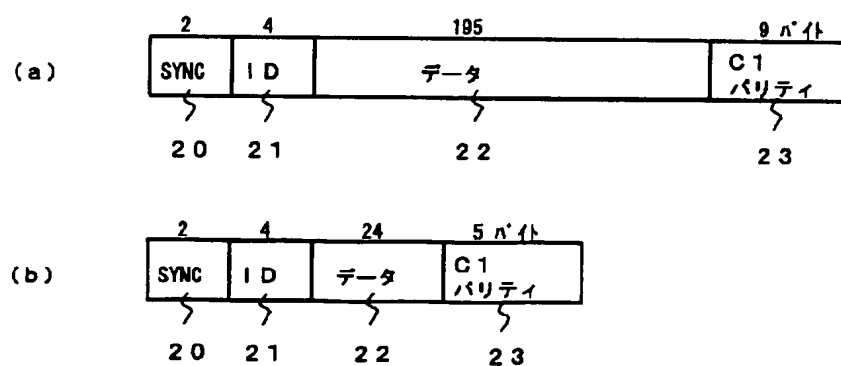 2 4 195 9 バイト
(a) SYNC ID データ C1
パリティ
20 21 22 23
2 4 24 5 バイト
(b) SYNC ID データ C1
パリティ
20 21 22 23